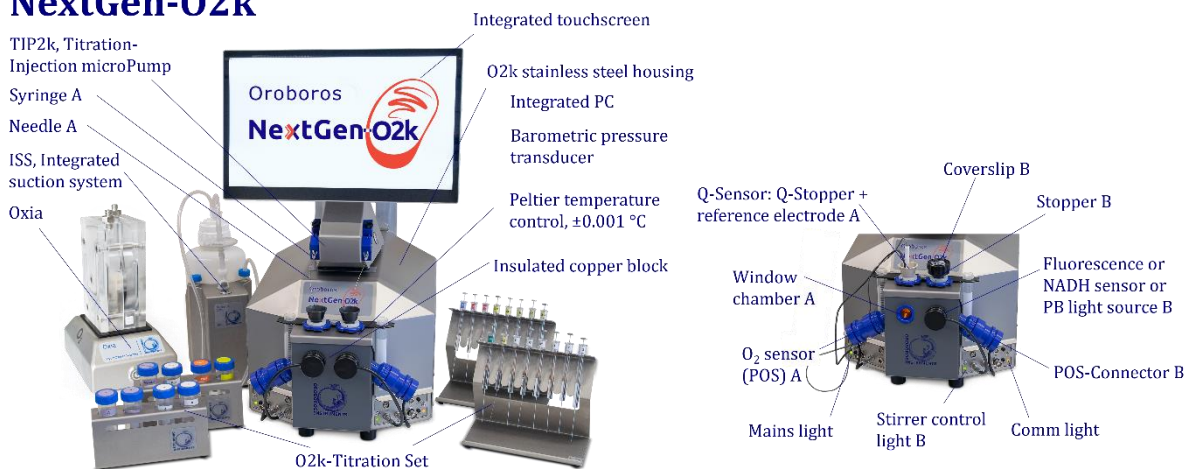 NextGen-O2k
TIP2k, Titration-
Injection microPump
Syringe A
Needle A
ISS, Integrated
suction system
Oxia
Integrated touchscreen
O2k stainless steel housing
Integrated PC
Barometric pressure
transducer
Peltier temperature
control, ±0.001 °C
Insulated copper block
O2k-Titration Set
Oroboros
NextGen-O2k
NextGen-O2k
Coverslip B
Q-Sensor: Q-Stopper +
reference electrode A
Stopper B
Window
chamber A
Fluorescence or
NADH sensor or
PB light source B
O₂ sensor
(POS) A
POS-Connector B
Mains light
Stirrer control
light B
Comm light